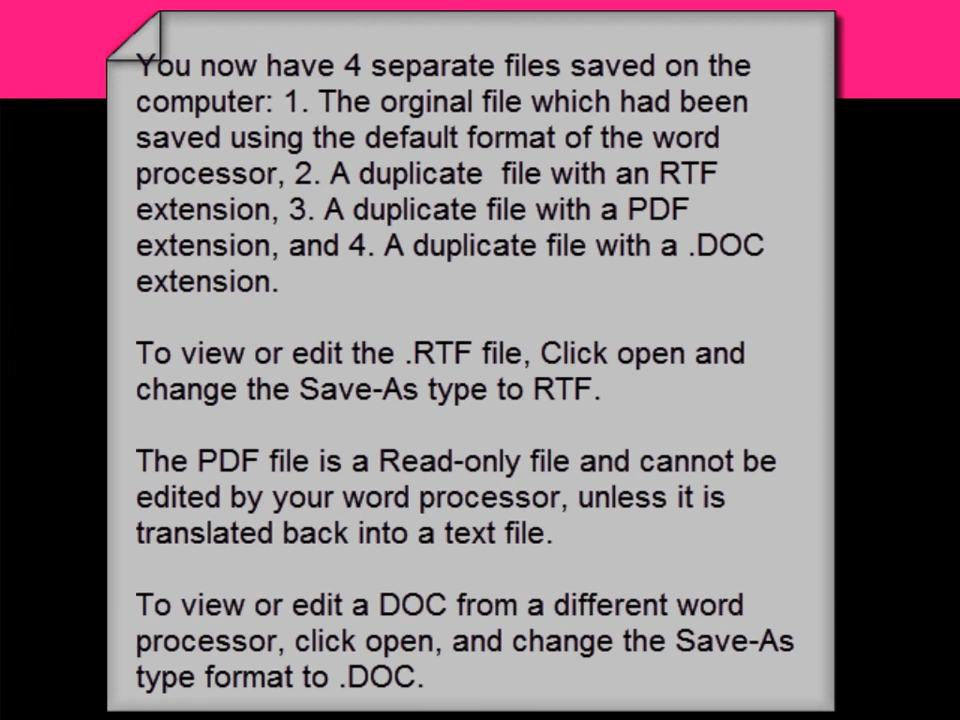 You now have 4 separate files saved on the
computer: 1. The orginal file which had been
saved using the default format of the word
processor, 2. A duplicate  file with an RTF
extension, 3. A duplicate file with a PDF
extension, and 4. A duplicate file with a .DOC
extension.
To view or edit the .RTF file, Click open and
change the Save-As type to RTF.
The PDF file is a Read-only file and cannot be
edited by your word processor, unless it is
translated back into a text file.
To view or edit a DOC from a different word
processor, click open, and change the Save-As
type format to .DOC.